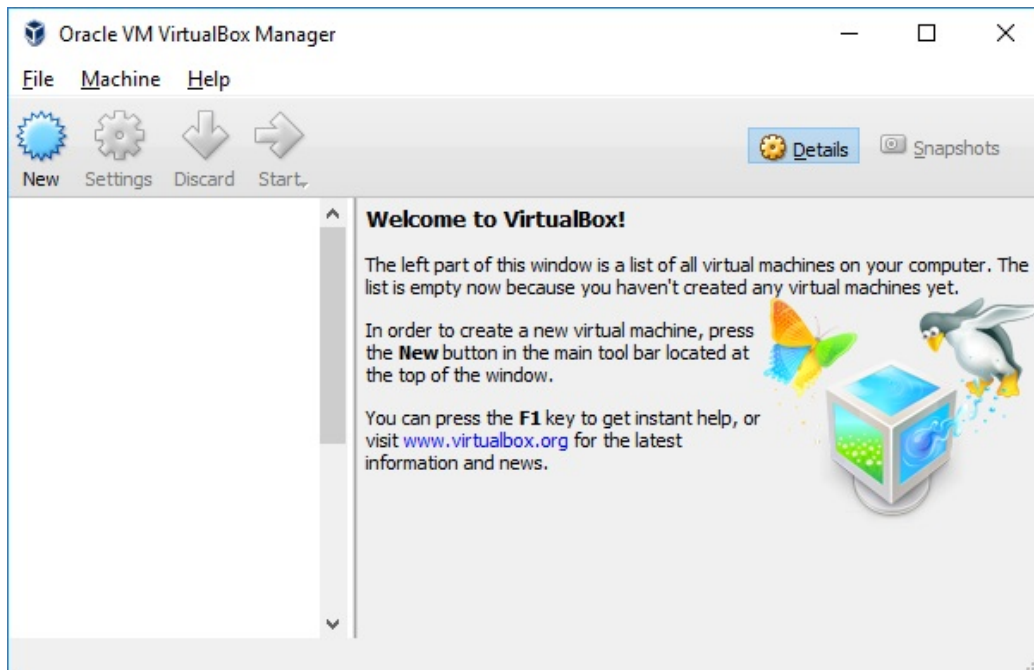 Oracle VM VirtualBox Manager
File Machine Help
New Settings Discard Start
Details Snapshots
Welcome to VirtualBox!
The left part of this window is a list of all virtual machines on your computer. The
list is empty now because you haven't created any virtual machines yet.
In order to create a new virtual machine, press
the New button in the main tool bar located at
the top of the window.
You can press the F1 key to get instant help, or
visit www.virtualbox.org for the latest
information and news.